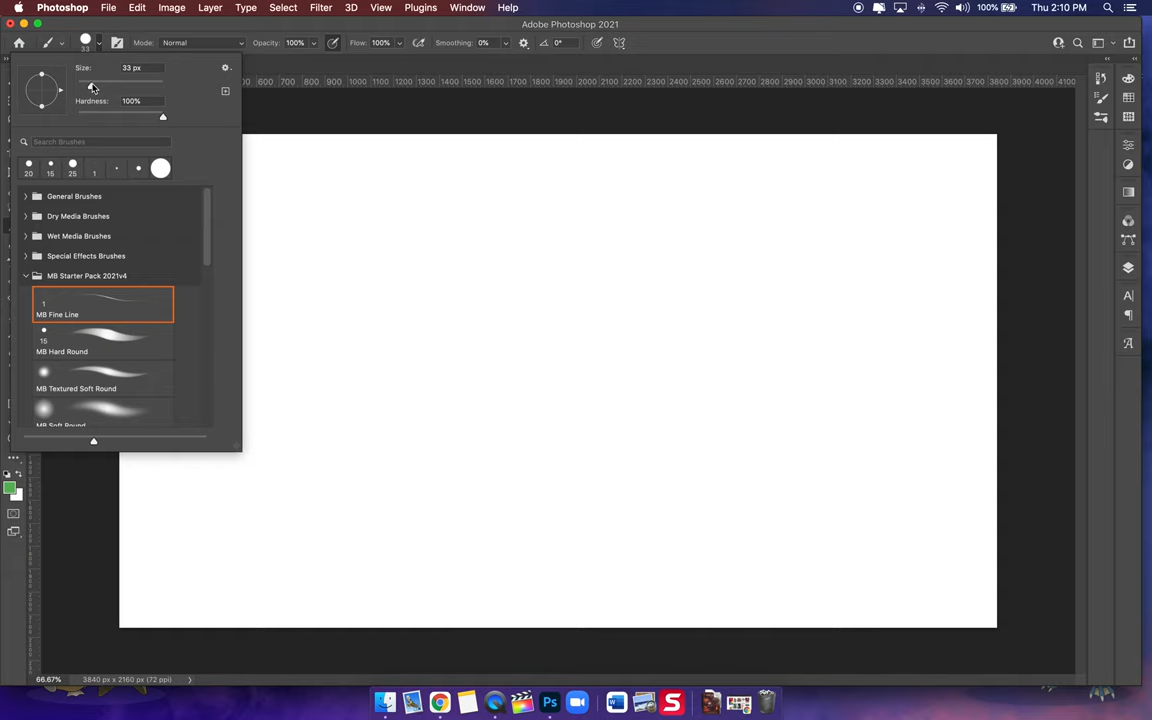 Photoshop File Edit Image Layer Type Select Filter 3D View Plugins Window Help 100% Thu 2:10 PM
Adobe Photoshop 2021
33 Mode: Normal Opacity: 100% Flow: 100% Smoothing: 0% 0°
Size: 33 px
Hardness: 100%
600 700 800 900 1000 1100 1200 1300 1400 1500 1600 1700 1800 1900 2000 2100 2200 2300 2400 2500 2600 2700 2800 2900 3000 3100 3200 3300 3400 3500 3600 3700 3800 3900 4000 4100
Search Brushes
20 15 25 1
General Brushes
Dry Media Brushes
Wet Media Brushes
Special Effects Brushes
MB Starter Pack 2021v4
1
MB Fine Line
15
MB Hard Round
MB Textured Soft Round
MB Soft Round
66.67% 3840 px x 2160 px (72 ppi)
Ps W S